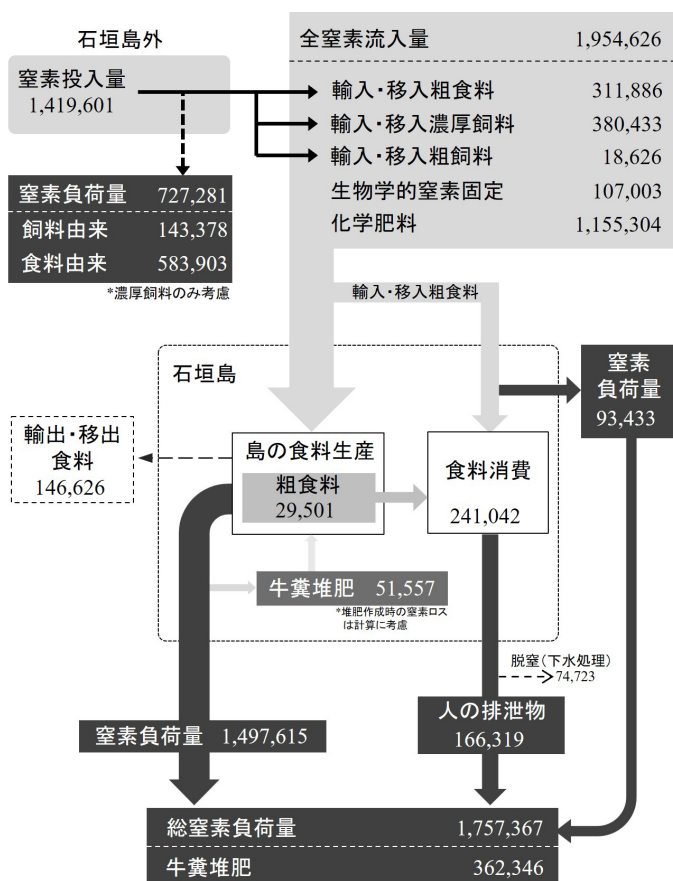 石垣島外
窒素投入量
1,419,601
全窒素流入量 1,954,626
輸入・移入粗食料 311,886
輸入・移入濃厚飼料 380,433
輸入・移入粗飼料 18,626
生物学的窒素固定 107,003
化学肥料 1,155,304
窒素負荷量 727,281
飼料由来 143,378
食料由来 583,903
*濃厚飼料のみ考慮
輸入・移入粗食料
石垣島
窒素
負荷量
93,433
輸出・移出
食料
146,626
島の食料生産
粗食料
29,501
食料消費
241,042
牛糞堆肥 51,557
*堆肥作成時の窒素ロス
は計算に考慮
脱窒(下水処理)
74,723
人の排泄物
166,319
窒素負荷量 1,497,615
総窒素負荷量 1,757,367
牛糞堆肥 362,346